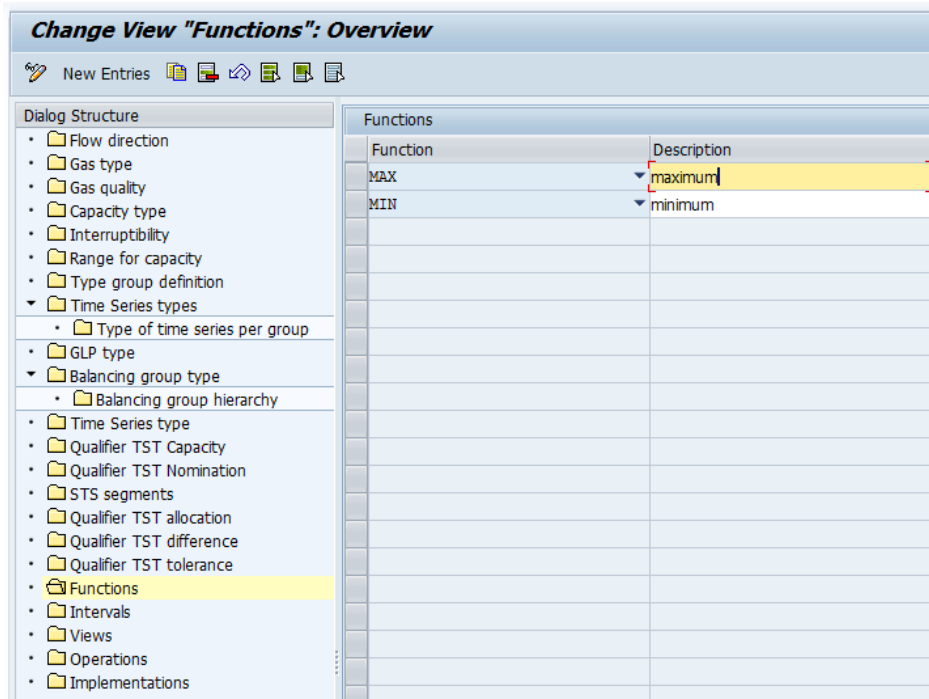 Change View "Functions": Overview
New Entries
Dialog Structure
Flow direction
Gas type
Gas quality
Capacity type
Interruptibility
Range for capacity
Type group definition
Time Series types
Type of time series per group
GLP type
Balancing group type
Balancing group hierarchy
Time Series type
Qualifier TST Capacity
Qualifier TST Nomination
STS segments
Qualifier TST allocation
Qualifier TST difference
Qualifier TST tolerance
Functions
Intervals
Views
Operations
Implementations
Functions
Function Description
MAX maximum
MIN minimum